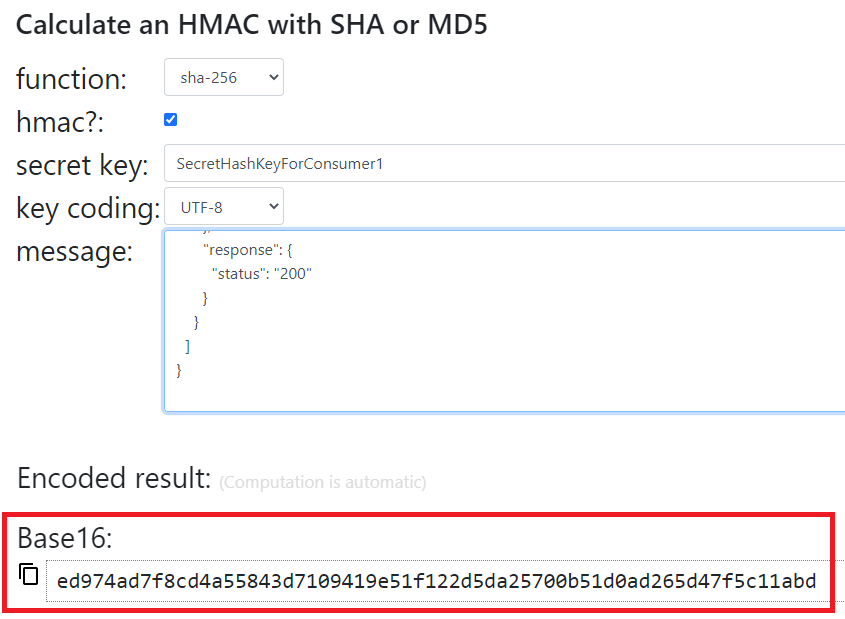 Calculate an HMAC with SHA or MD5
function: sha-256
hmac?:
secret key: SecretHashKeyForConsumer1
key coding: UTF-8
message:
"response": {
"status": "200"
}
}
]
}
Encoded result: (Computation is automatic)
Base16:
ed974ad7f8cd4a55843d7109419e51f122d5da25700b51d0ad265d47f5c11abd